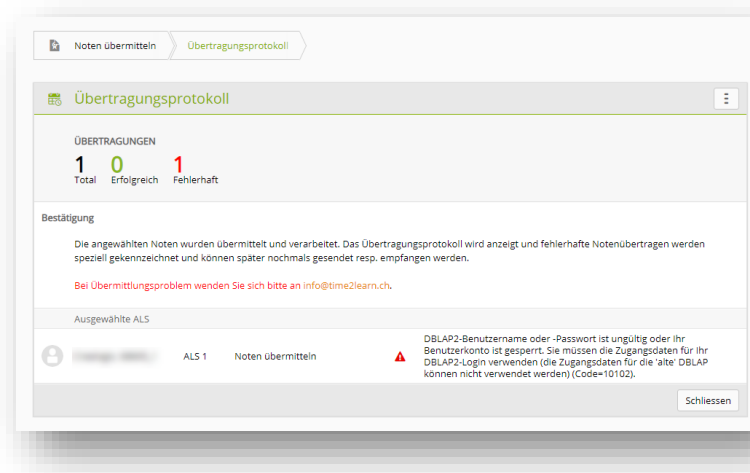 Noten übermitteln
Übertragungsprotokoll
Übertragungsprotokoll
ÜBERTRAGUNGEN
1 0 1
Total Erfolgreich Fehlerhaft
Bestätigung
Die angewählten Noten wurden übermittelt und verarbeitet. Das Übertragungsprotokoll wird anzeigt und fehlerhafte Notenübertragen werden
speziell gekennzeichnet und können später nochmals gesendet resp. empfangen werden.
Bei Übermittlungsproblem wenden Sie sich bitte an info@time2learn.ch.
Ausgewählte ALS
ALS 1
Noten übermitteln
DBLAP2-Benutzername oder -Passwort ist ungültig oder Ihr
Benutzerkonto ist gesperrt. Sie müssen die Zugangsdaten für Ihr
DBLAP2-Login verwenden (die Zugangsdaten für die 'alte' DBLAP
können nicht verwendet werden) (Code=10102).
Schliessen